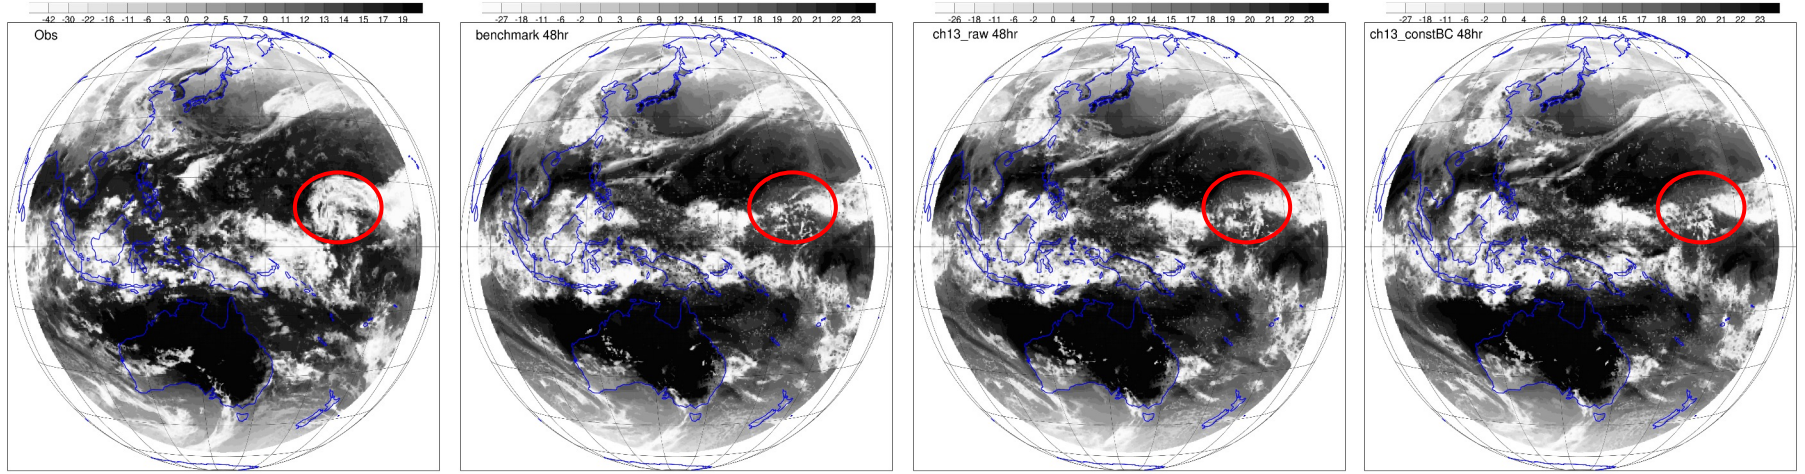 -42 -30 -16 -11 -6 -3 0 2 5 7 9 11 13 14 15 17 19
Obs
-27 -18 -11 -6 -2 0 3 6 9 12 14 15 17 18 19 20 21 22 23
benchmark 48hr
-26 -18 -11 -6 -2 0 4 7 9 12 14 15 17 18 19 20 21 22 23
ch13_raw 48hr
-27 -18 -11 -6 -2 0 4 6 9 12 14 15 17 18 19 20 21 22 23
ch13_constBC 48hr